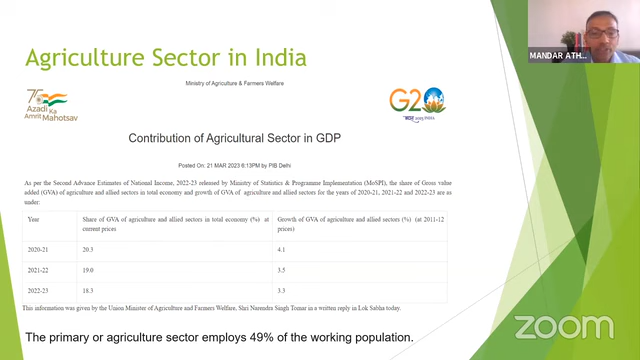 Agriculture Sector in India
MANDAR ATH...
Ministry of Agriculture & Farmers Welfare
75
Azadi Ka
Amrit Mahotsav
G20
Contribution of Agricultural Sector in GDP
Posted On: 21 MAR 2023 6:13PM by PIB Delhi
As per the Second Advance Estimates of National Income, 2022-23 released by Ministry of Statistics & Programme Implementation (MoSPI), the share of Gross value
added (GVA) of agriculture and allied sectors in total economy and growth of GVA of agriculture and allied sectors for the years of 2020-21, 2021-22 and 2022-23 are as
under:
Year
Share of GVA of agriculture and allied sectors in total economy (%) at
current prices
Growth of GVA of agriculture and allied sectors (%) (at 2011-12
prices)
2020-21 20.3 4.1
2021-22 19.0 3.5
2022-23 18.3 3.3
This information was given by the Union Minister of Agriculture and Farmers Welfare, Shri Narendra Singh Tomar in a written reply in Lok Sabha today.
The primary or agriculture sector employs 49% of the working population.
zoom